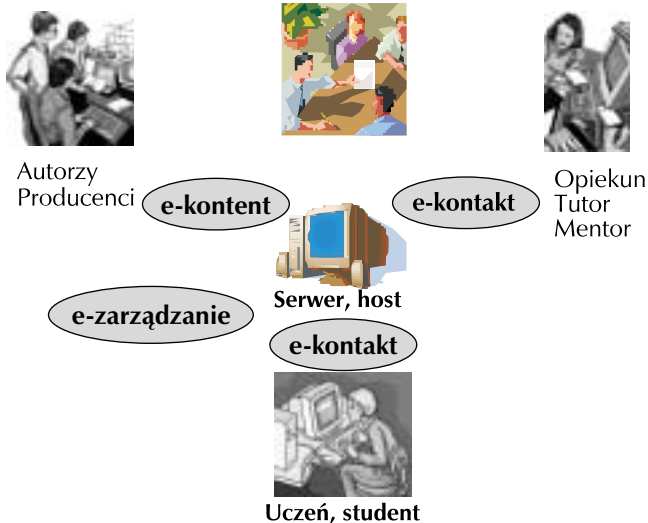 Autorzy
Producenci
e-kontent
e-kontakt
Opiekun
Tutor
Mentor
Serwer, host
e-zarządzanie
e-kontakt
Uczeń, student